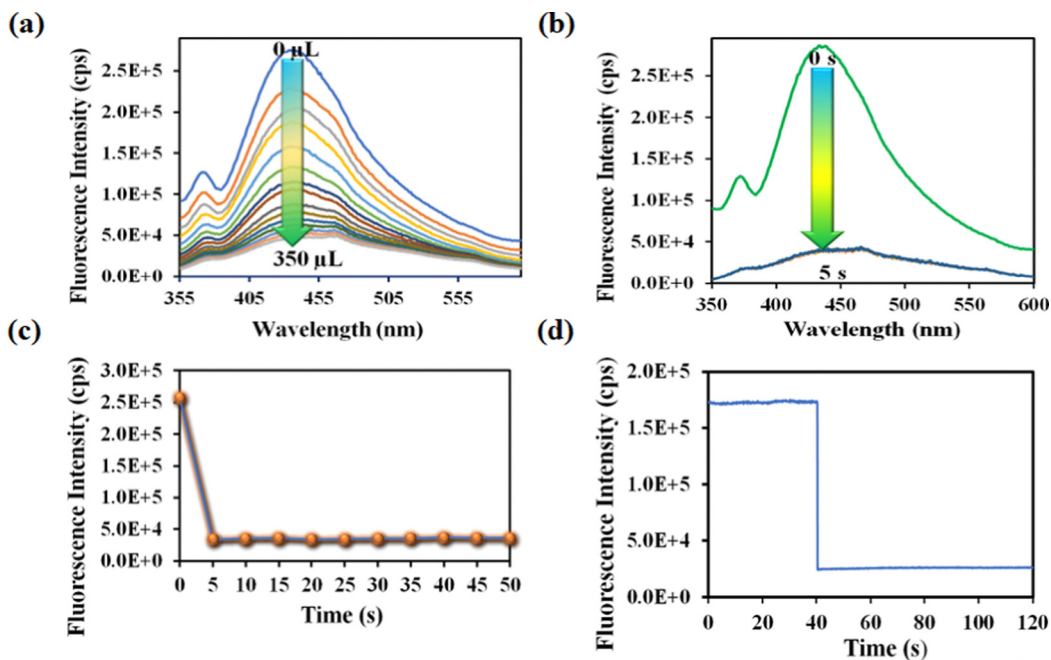 (a)
Fluorescence Intensity (cps)
2.5E+5
2.0E+5
1.5E+5
1.0E+5
5.0E+4
0.0E+0
0 µL
350 µL
355 405 455 505 555
Wavelength (nm)
(b)
Fluorescence Intensity (cps)
2.5E+5
2.0E+5
1.5E+5
1.0E+5
5.0E+4
0.0E+0
0 s
5 s
350 400 450 500 550 600
Wavelength (nm)
(c)
Fluorescence Intensity (cps)
3.0E+5
2.5E+5
2.0E+5
1.5E+5
1.0E+5
5.0E+4
0.0E+0
0 5 10 15 20 25 30 35 40 45 50
Time (s)
(d)
Fluorescence Intensity (cps)
2.0E+5
1.5E+5
1.0E+5
5.0E+4
0.0E+0
0 20 40 60 80 100 120
Time (s)